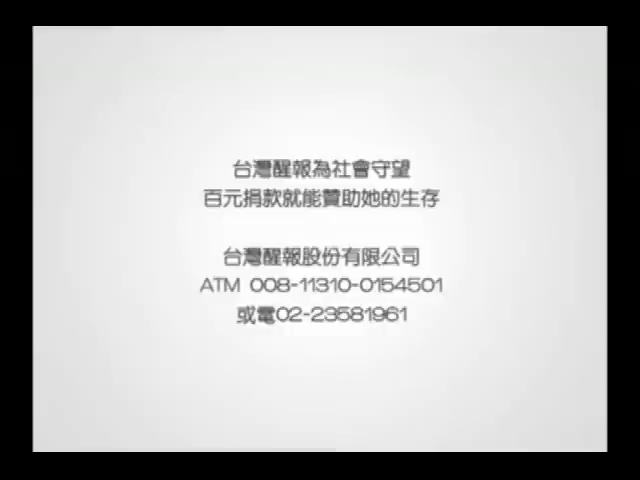 台灣醒報為社會守望
百元捐款就能贊助她的生存
台灣醒報股份有限公司
ATM 008-11310-0154501
或電02-23581961